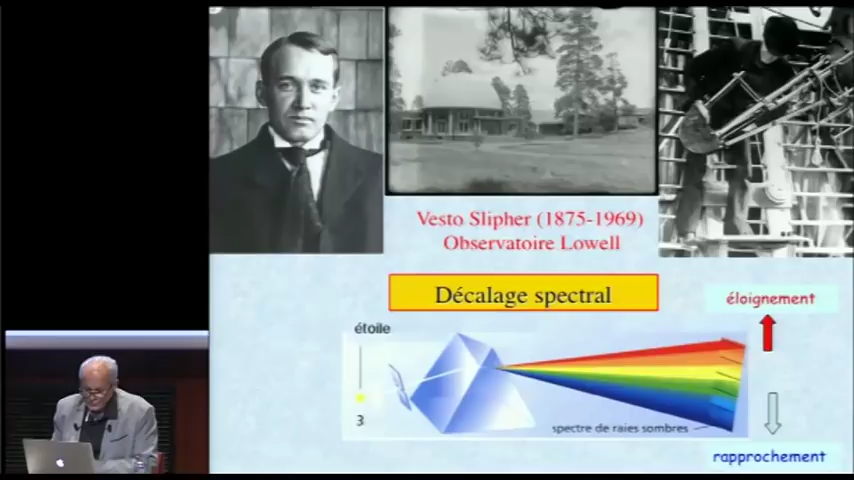 Vesto Slipher (1875-1969)
Observatoire Lowell
Décalage spectral
éloignement
étoile
3
spectre de raies sombres
rapprochement